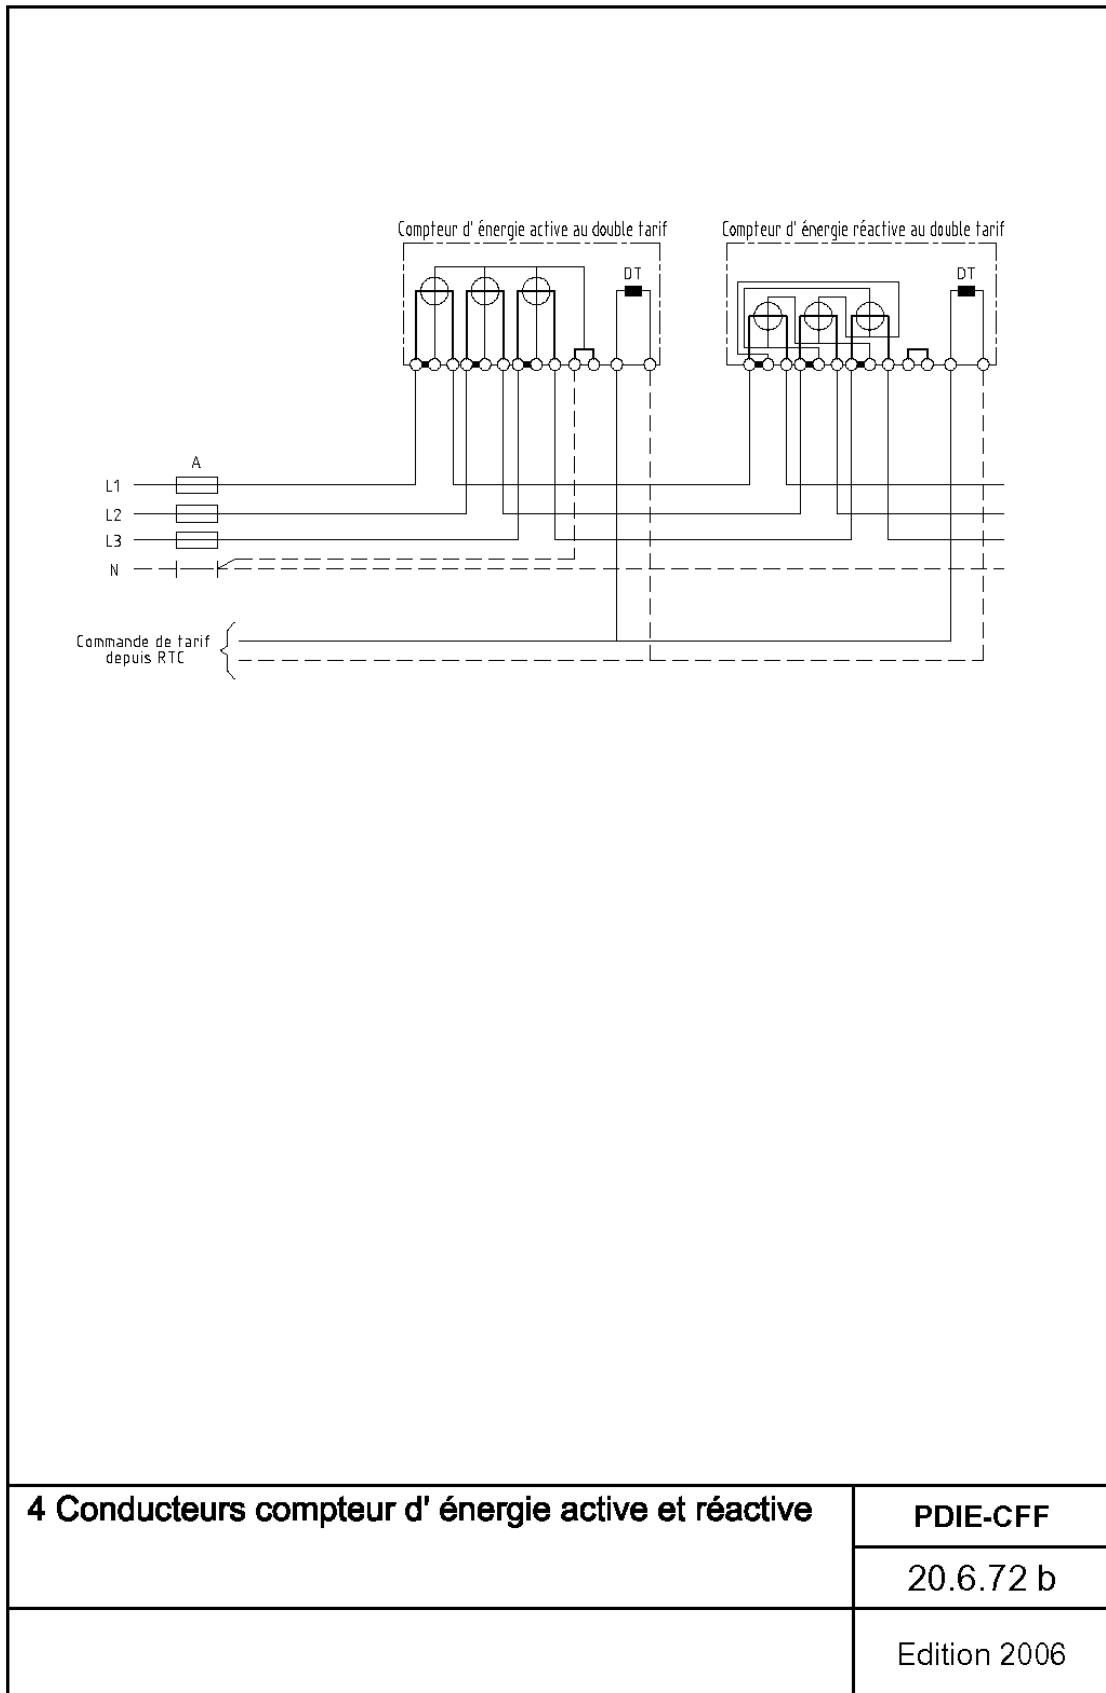 Compteur d' énergie active au double tarif
Compteur d' énergie réactive au double tarif
DT
DT
A
L1
L2
L3
N
Commande de tarif
depuis RTC
4 Conducteurs compteur d' énergie active et réactive
PDIE-CFF
20.6.72 b
Edition 2006